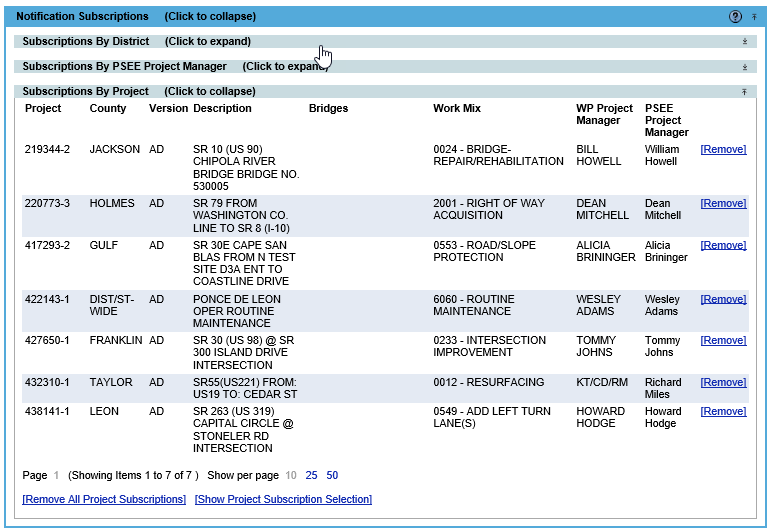 Notification Subscriptions (Click to collapse)
Subscriptions By District (Click to expand)
Subscriptions By PSEE Project Manager (Click to expand)
Subscriptions By Project (Click to collapse)
Project County Version Description Bridges Work Mix WP Project Manager PSEE Project Manager
219344-2 JACKSON AD SR 10 (US 90) CHIPOLA RIVER BRIDGE BRIDGE NO. 530005 0024 - BRIDGE-REPAIR/REHABILITATION BILL HOWELL William Howell [Remove]
220773-3 HOLMES AD SR 79 FROM WASHINGTON CO. LINE TO SR 8 (I-10) 2001 - RIGHT OF WAY ACQUISITION DEAN MITCHELL Dean Mitchell [Remove]
417293-2 GULF AD SR 30E CAPE SAN BLAS FROM N TEST SITE D3A ENT TO COASTLINE DRIVE 0553 - ROAD/SLOPE PROTECTION ALICIA BRININGER Alicia Brininger [Remove]
422143-1 DIST/ST-WIDE AD PONCE DE LEON OPER ROUTINE MAINTENANCE 6060 - ROUTINE MAINTENANCE WESLEY ADAMS Wesley Adams [Remove]
427650-1 FRANKLIN AD SR 30 (US 98) @ SR 300 ISLAND DRIVE INTERSECTION 0233 - INTERSECTION IMPROVEMENT TOMMY JOHNS Tommy Johns [Remove]
432310-1 TAYLOR AD SR55(US221) FROM: US19 TO: CEDAR ST 0012 - RESURFACING KT/CD/RM Richard Miles [Remove]
438141-1 LEON AD SR 263 (US 319) CAPITAL CIRCLE @ STONELER RD INTERSECTION 0549 - ADD LEFT TURN LANE(S) HOWARD HODGE Howard Hodge [Remove]
Page 1 (Showing Items 1 to 7 of 7 ) Show per page 10 25 50
[Remove All Project Subscriptions] [Show Project Subscription Selection]